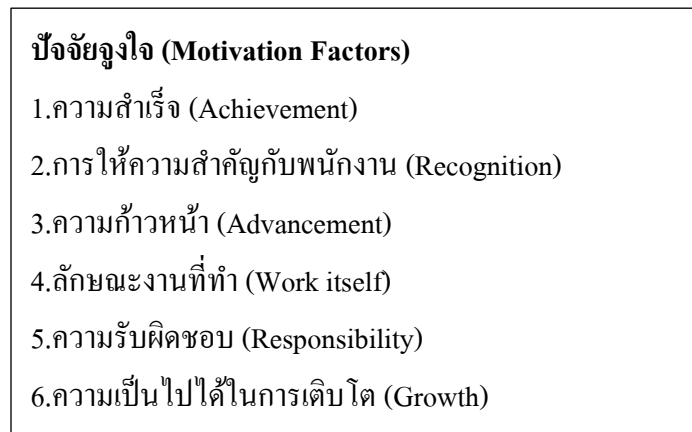 ปัจจัยจูงใจ (Motivation Factors)
1.ความสำเร็จ (Achievement)
2.การให้ความสำคัญกับพนักงาน (Recognition)
3.ความก้าวหน้า (Advancement)
4.ลักษณะงานที่ทำ (Work itself)
5.ความรับผิดชอบ (Responsibility)
6.ความเป็นไปได้ในการเติบโต (Growth)